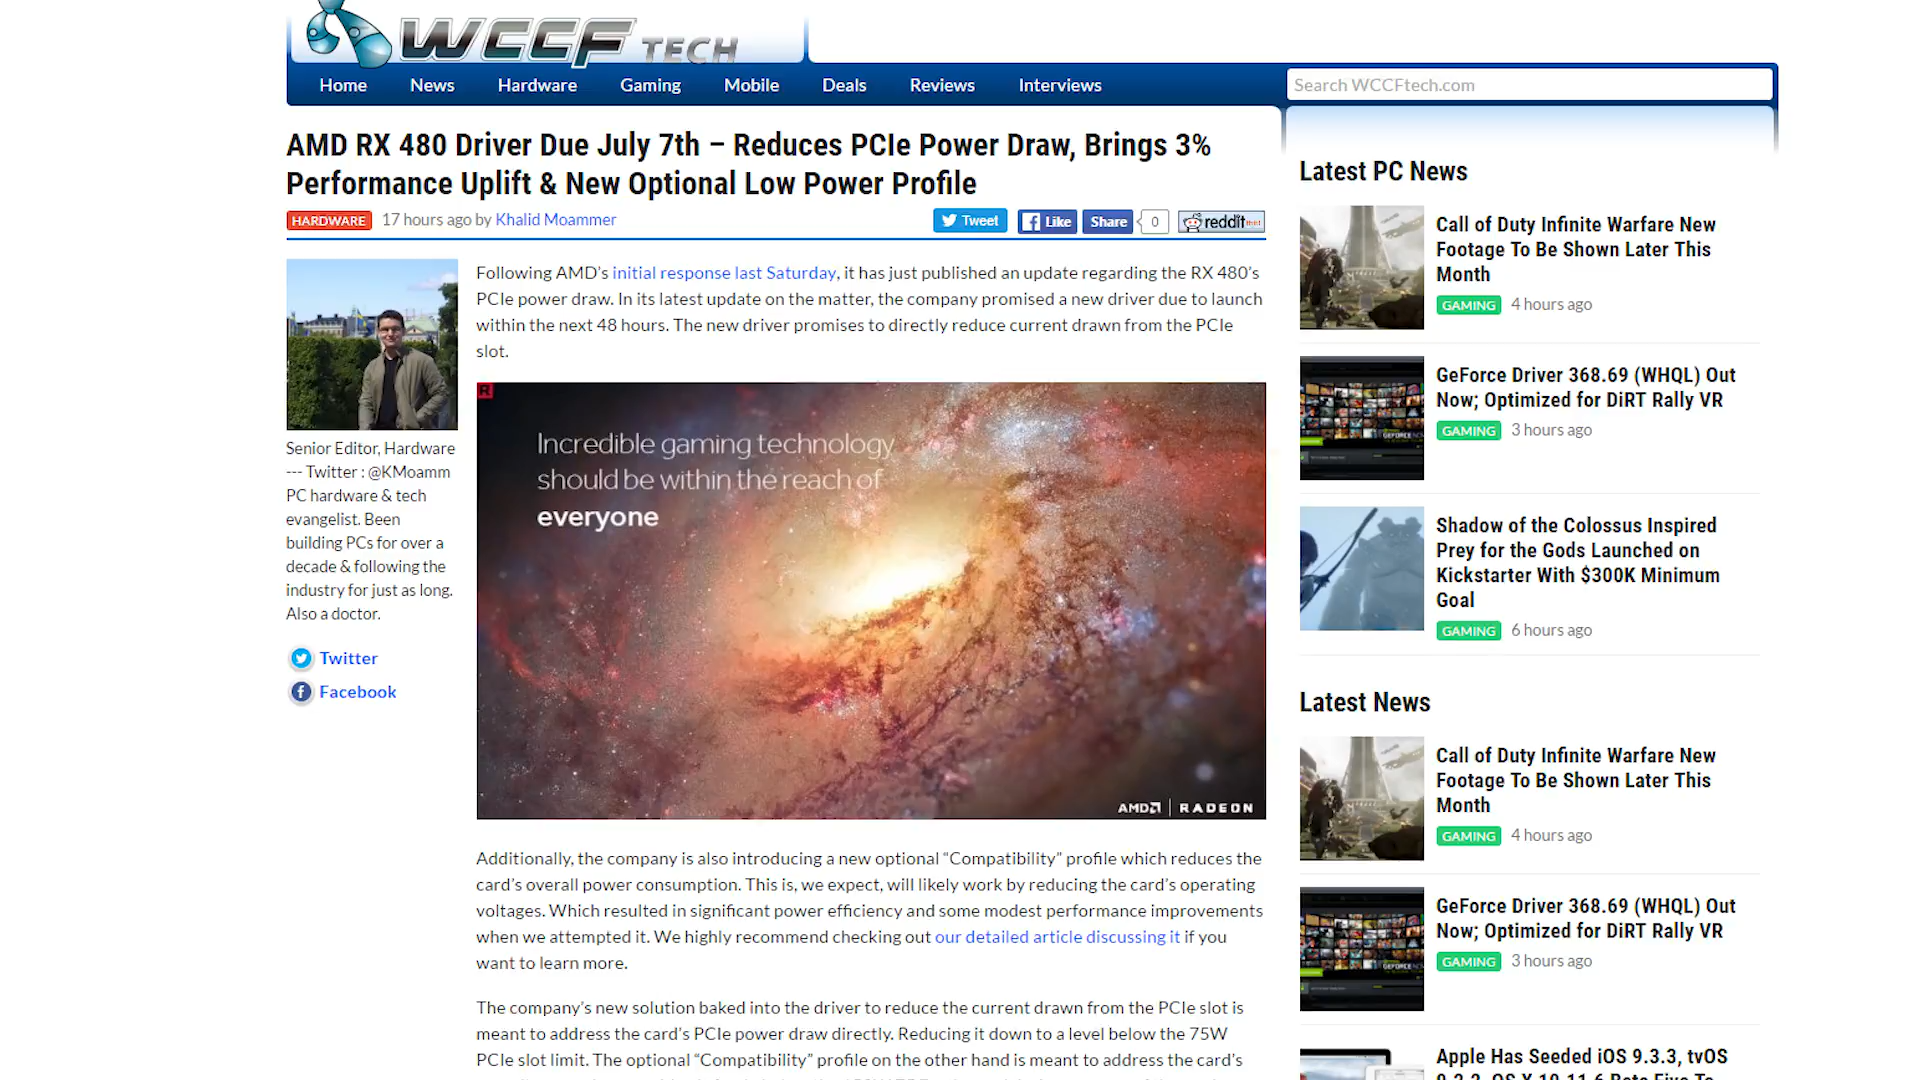 WCCF TECH
Home News Hardware Gaming Mobile Deals Reviews Interviews
Search WCCFtech.com
AMD RX 480 Driver Due July 7th – Reduces PCIe Power Draw, Brings 3%
Performance Uplift & New Optional Low Power Profile
HARDWARE 17 hours ago by Khalid Moammer
Tweet Like Share 0 reddit
Senior Editor, Hardware
--- Twitter : @KMoamm
PC hardware & tech
evangelist. Been
building PCs for over a
decade & following the
industry for just as long.
Also a doctor.
Twitter
Facebook
Following AMD's initial response last Saturday, it has just published an update regarding the RX 480's
PCIe power draw. In its latest update on the matter, the company promised a new driver due to launch
within the next 48 hours. The new driver promises to directly reduce current drawn from the PCIe
slot.
R
Incredible gaming technology
should be within the reach of
everyone
AMD RADEON
Additionally, the company is also introducing a new optional “Compatibility” profile which reduces the
card's overall power consumption. This is, we expect, will likely work by reducing the card's operating
voltages. Which resulted in significant power efficiency and some modest performance improvements
when we attempted it. We highly recommend checking out our detailed article discussing it if you
want to learn more.
The company's new solution baked into the driver to reduce the current drawn from the PCIe slot is
meant to address the card's PCIe power draw directly. Reducing it down to a level below the 75W
PCIe slot limit. The optional “Compatibility” profile on the other hand is meant to address the card's
Latest PC News
Call of Duty Infinite Warfare New
Footage To Be Shown Later This
Month
GAMING 4 hours ago
GeForce Driver 368.69 (WHQL) Out
Now; Optimized for DiRT Rally VR
GAMING 3 hours ago
Shadow of the Colossus Inspired
Prey for the Gods Launched on
Kickstarter With $300K Minimum
Goal
GAMING 6 hours ago
Latest News
Call of Duty Infinite Warfare New
Footage To Be Shown Later This
Month
GAMING 4 hours ago
GeForce Driver 368.69 (WHQL) Out
Now; Optimized for DiRT Rally VR
GAMING 3 hours ago
Apple Has Seeded iOS 9.3.3, tvOS